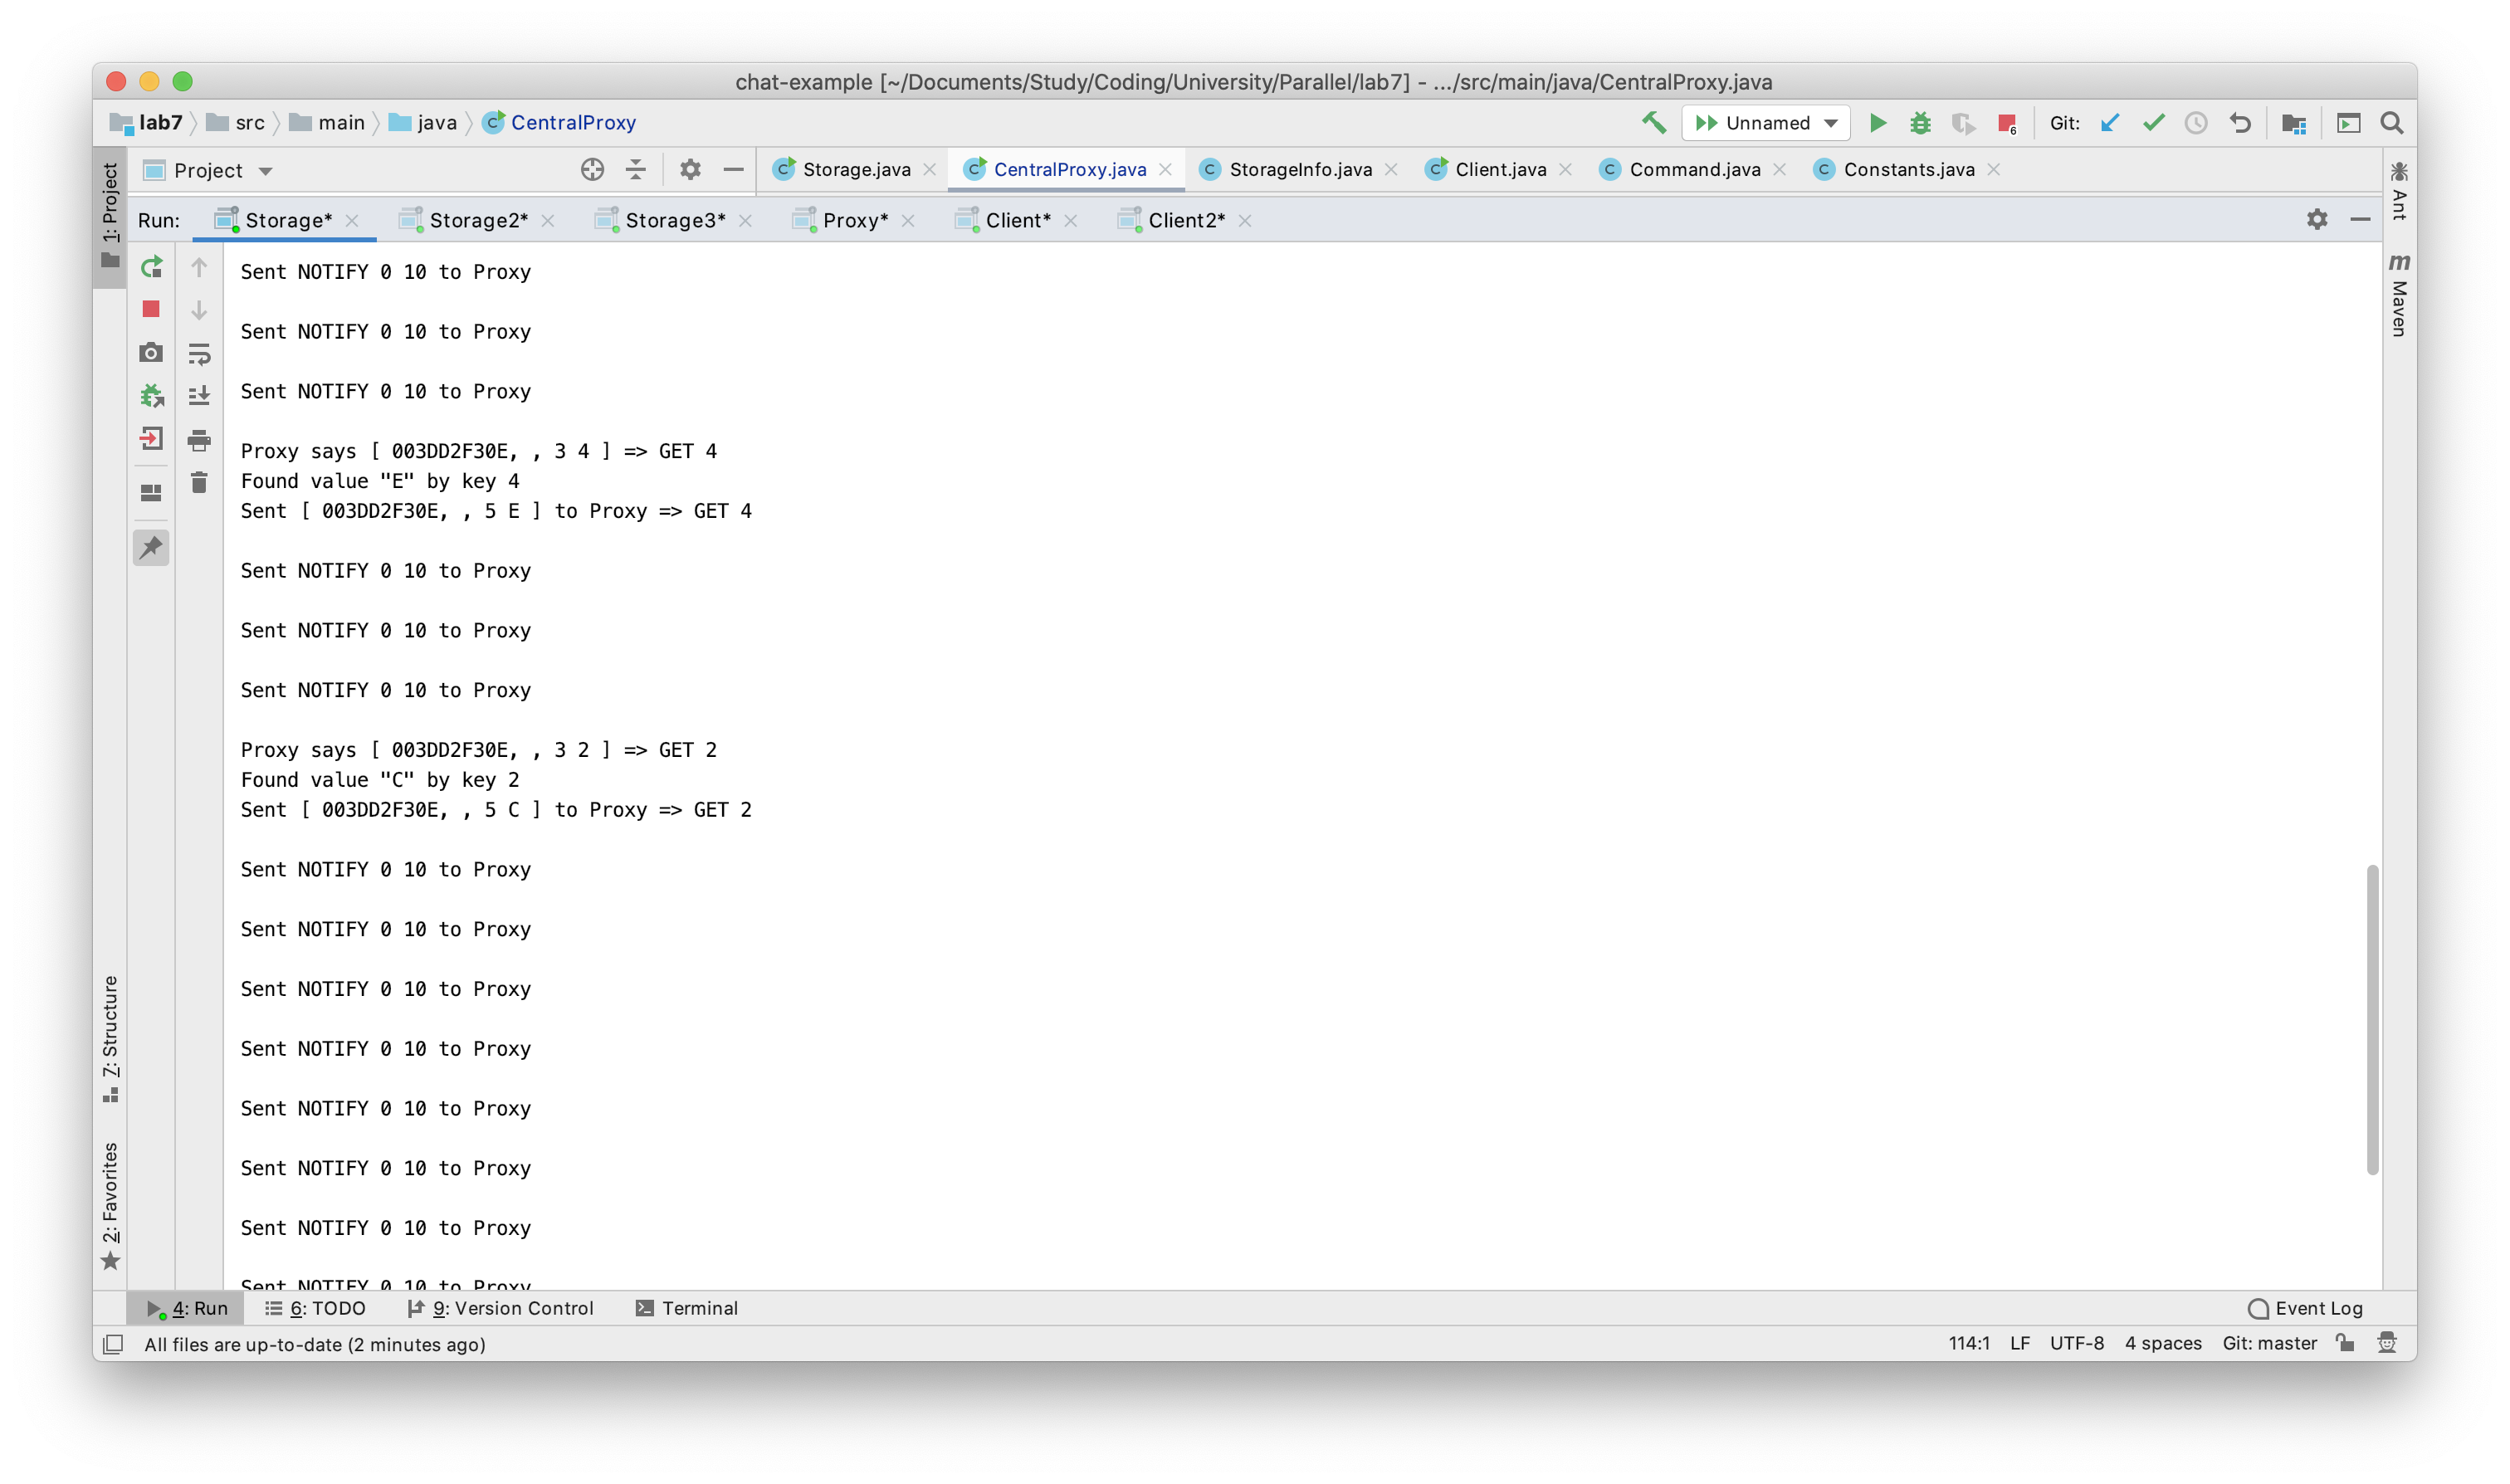 chat-example [~/Documents/Study/Coding/University/Parallel/lab7] - .../src/main/java/CentralProxy.java
lab7 src main java CentralProxy Unnamed 6 Git:
1: Project Project Storage.java CentralProxy.java StorageInfo.java Client.java Command.java Constants.java Ant
Run: Storage* Storage2* Storage3* Proxy* Client* Client2*
m Maven
Sent NOTIFY 0 10 to Proxy
Sent NOTIFY 0 10 to Proxy
Sent NOTIFY 0 10 to Proxy
Proxy says [ 003DD2F30E, , 3 4 ] => GET 4
Found value "E" by key 4
Sent [ 003DD2F30E, , 5 E ] to Proxy => GET 4
Sent NOTIFY 0 10 to Proxy
Sent NOTIFY 0 10 to Proxy
Sent NOTIFY 0 10 to Proxy
Proxy says [ 003DD2F30E, , 3 2 ] => GET 2
Found value "C" by key 2
Sent [ 003DD2F30E, , 5 C ] to Proxy => GET 2
Sent NOTIFY 0 10 to Proxy
Sent NOTIFY 0 10 to Proxy
Sent NOTIFY 0 10 to Proxy
Sent NOTIFY 0 10 to Proxy
Sent NOTIFY 0 10 to Proxy
Sent NOTIFY 0 10 to Proxy
Sent NOTIFY 0 10 to Proxy
Sent NOTIFY 0 10 to Proxy
7: Structure
2: Favorites
4: Run 6: TODO 9: Version Control Terminal Event Log
All files are up-to-date (2 minutes ago) 114:1 LF UTF-8 4 spaces Git: master